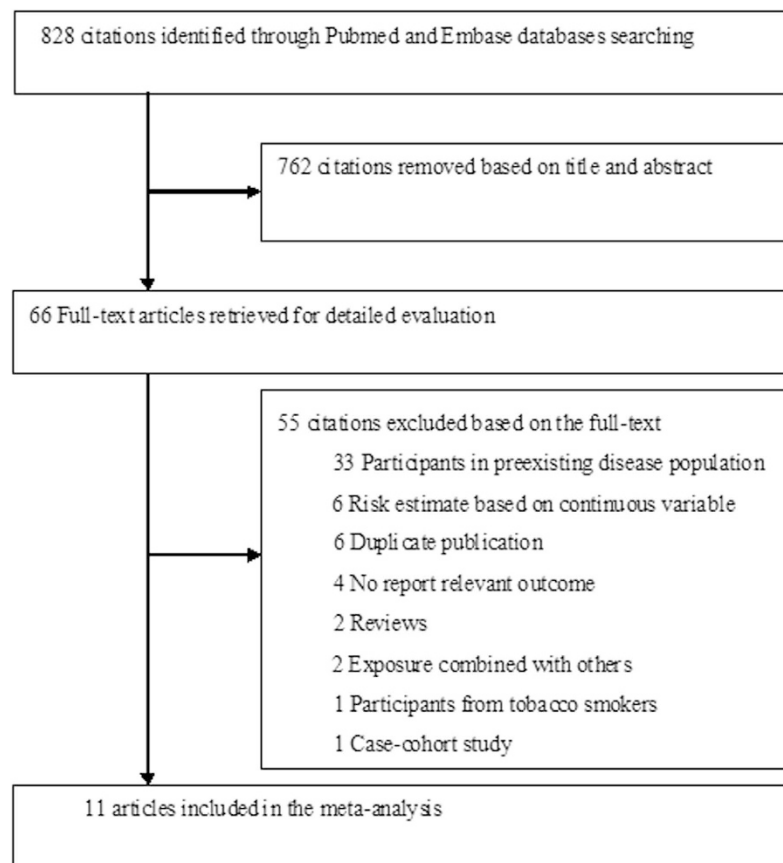 828 citations identified through Pubmed and Embase databases searching
762 citations removed based on title and abstract
66 Full-text articles retrieved for detailed evaluation
55 citations excluded based on the full-text
33 Participants in preexisting disease population
6 Risk estimate based on continuous variable
6 Duplicate publication
4 No report relevant outcome
2 Reviews
2 Exposure combined with others
1 Participants from tobacco smokers
1 Case-cohort study
11 articles included in the meta-analysis